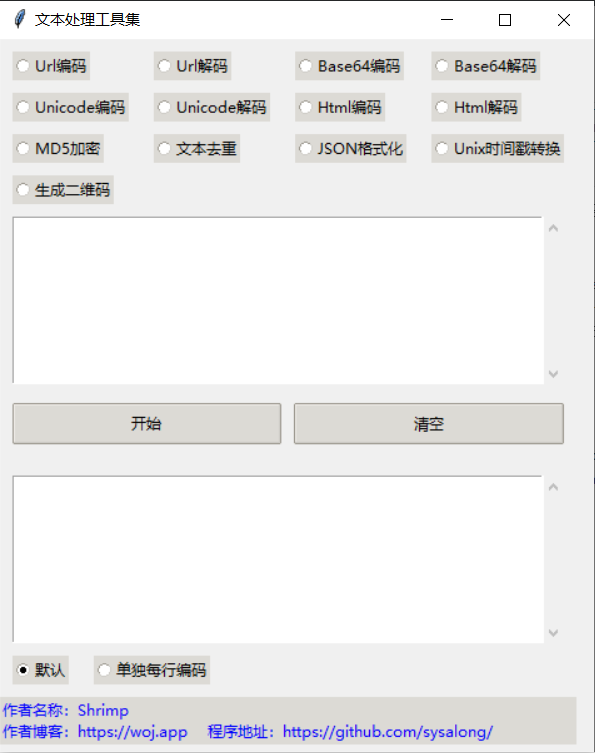 文本处理工具集
Url编码 Url解码 Base64编码 Base64解码
Unicode编码 Unicode解码 Html编码 Html解码
MD5加密 文本去重 JSON格式化 Unix时间戳转换
生成二维码
开始 清空
默认 单独每行编码
作者名称：Shrimp
作者博客：https://woj.app 程序地址：https://github.com/sysalong/